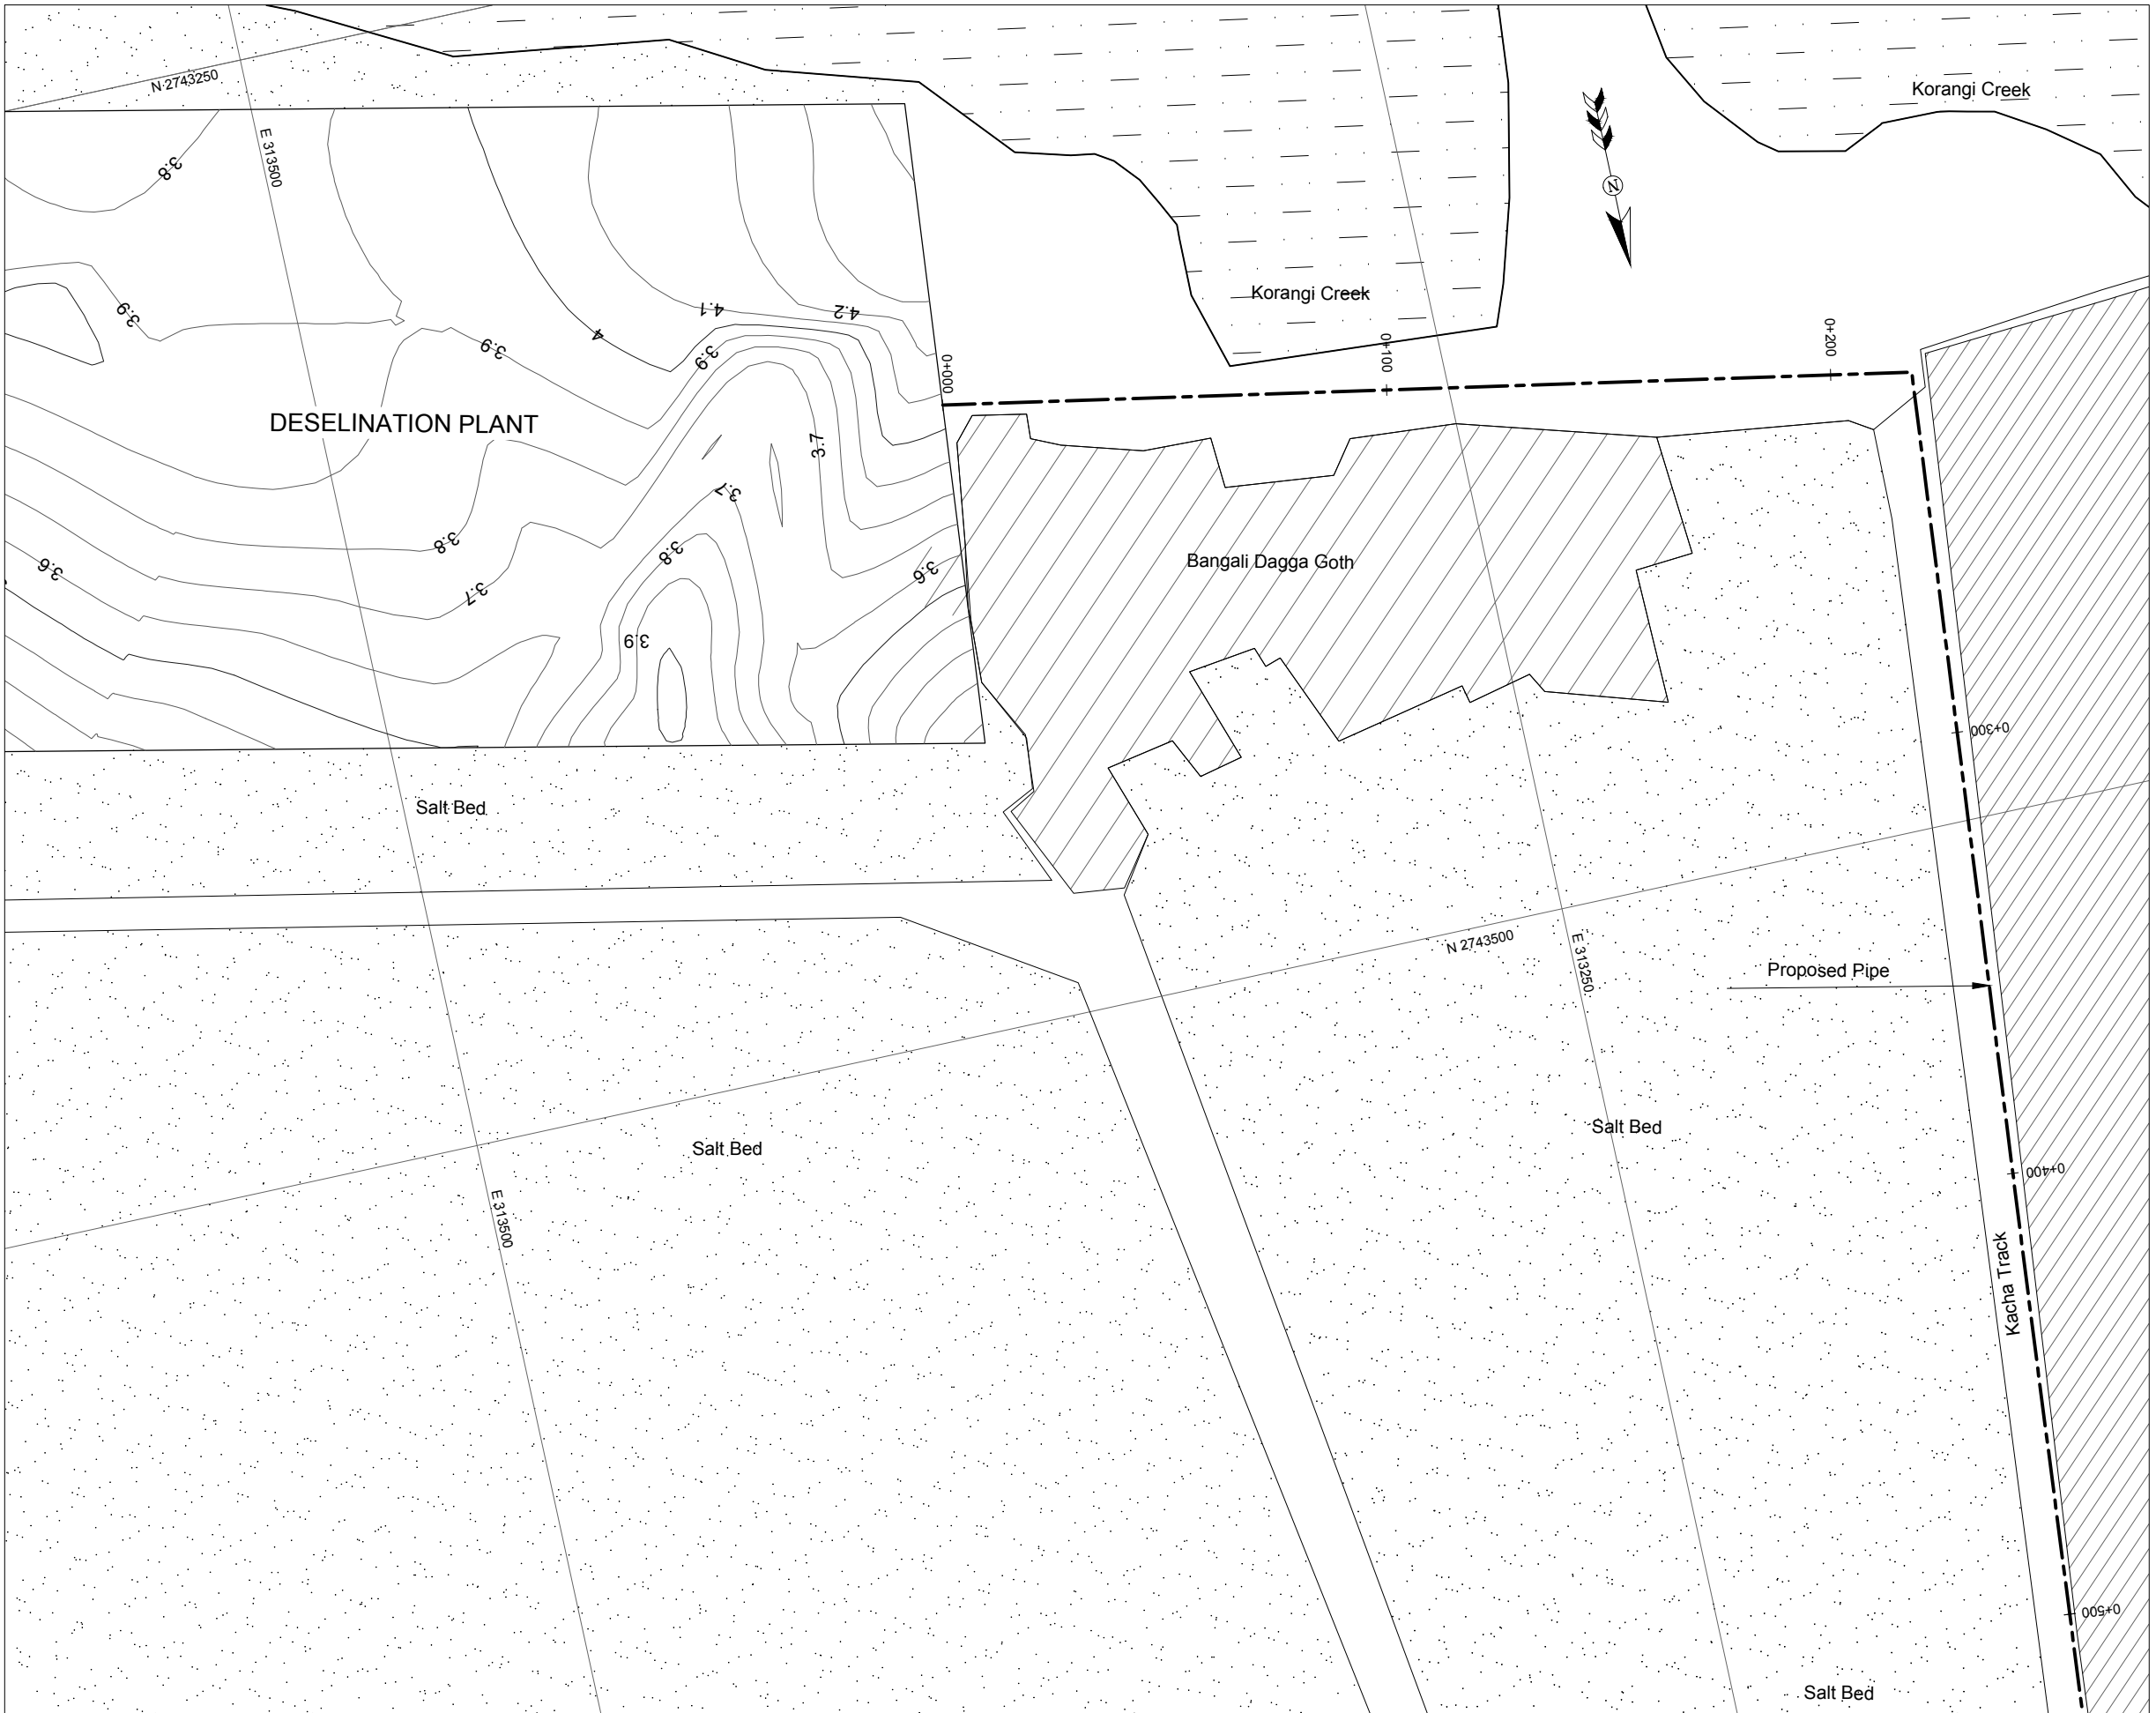 N 2743250
Korangi Creek
E 313500
3.8
N
Korangi Creek
3.9
4.1
4.2
4
3.9
3.9
0+000
0+100
0+200
DESELINATION PLANT
3.7
3.7
3.8
3.8
Bangali Dagga Goth
3.6
3.6
3.7
3.9
0+300
Salt Bed
N 2743500
E 313250
Proposed Pipe
Salt Bed
Salt Bed
0+400
E 313500
Kacha Track
0+500
Salt Bed